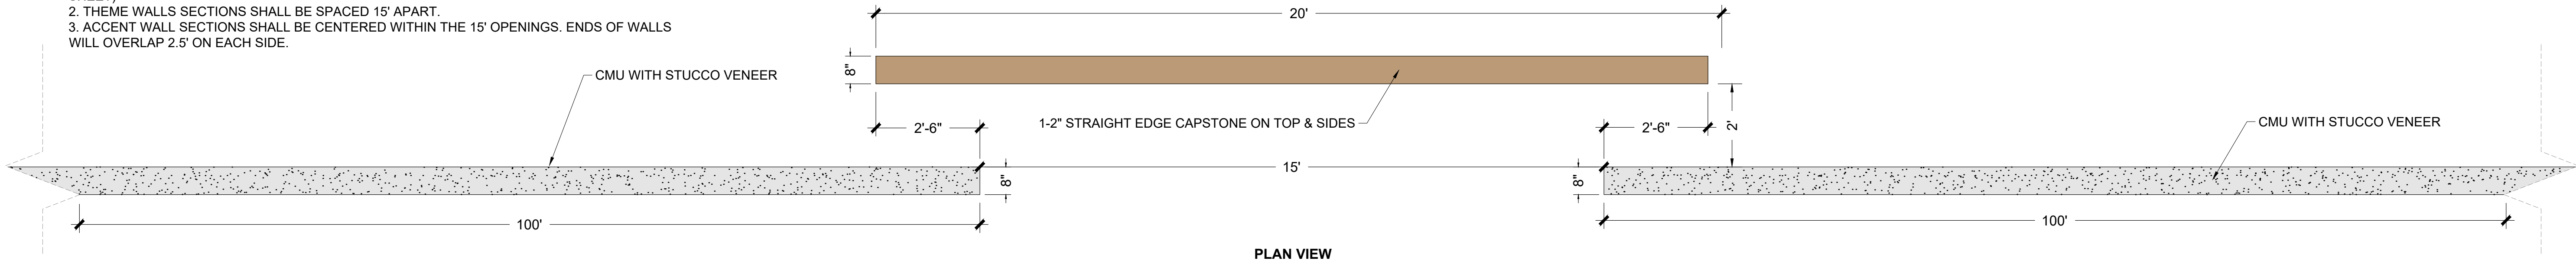 2. THEME WALLS SECTIONS SHALL BE SPACED 15' APART.
3. ACCENT WALL SECTIONS SHALL BE CENTERED WITHIN THE 15' OPENINGS. ENDS OF WALLS
WILL OVERLAP 2.5' ON EACH SIDE.
20'
8"
CMU WITH STUCCO VENEER
2'-6"
1-2" STRAIGHT EDGE CAPSTONE ON TOP & SIDES
2'-6"
2'
CMU WITH STUCCO VENEER
8"
15'
8"
100'
100'
PLAN VIEW